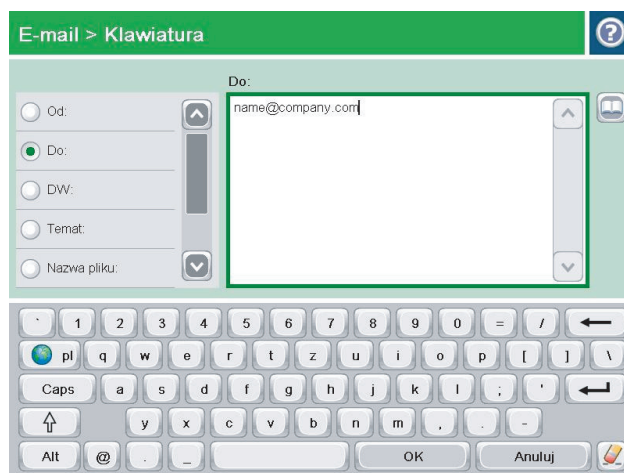 E-mail > Klawiatura
?
Do:
Od:
name@company.com
Do:
DW:
Temat:
Nazwa pliku:
` 1 2 3 4 5 6 7 8 9 0 = /
pl q w e r t z u i o p [ ] \
Caps a s d f g h j k l ; '
y x c v b n m , . -
Alt @ . _ OK Anuluj